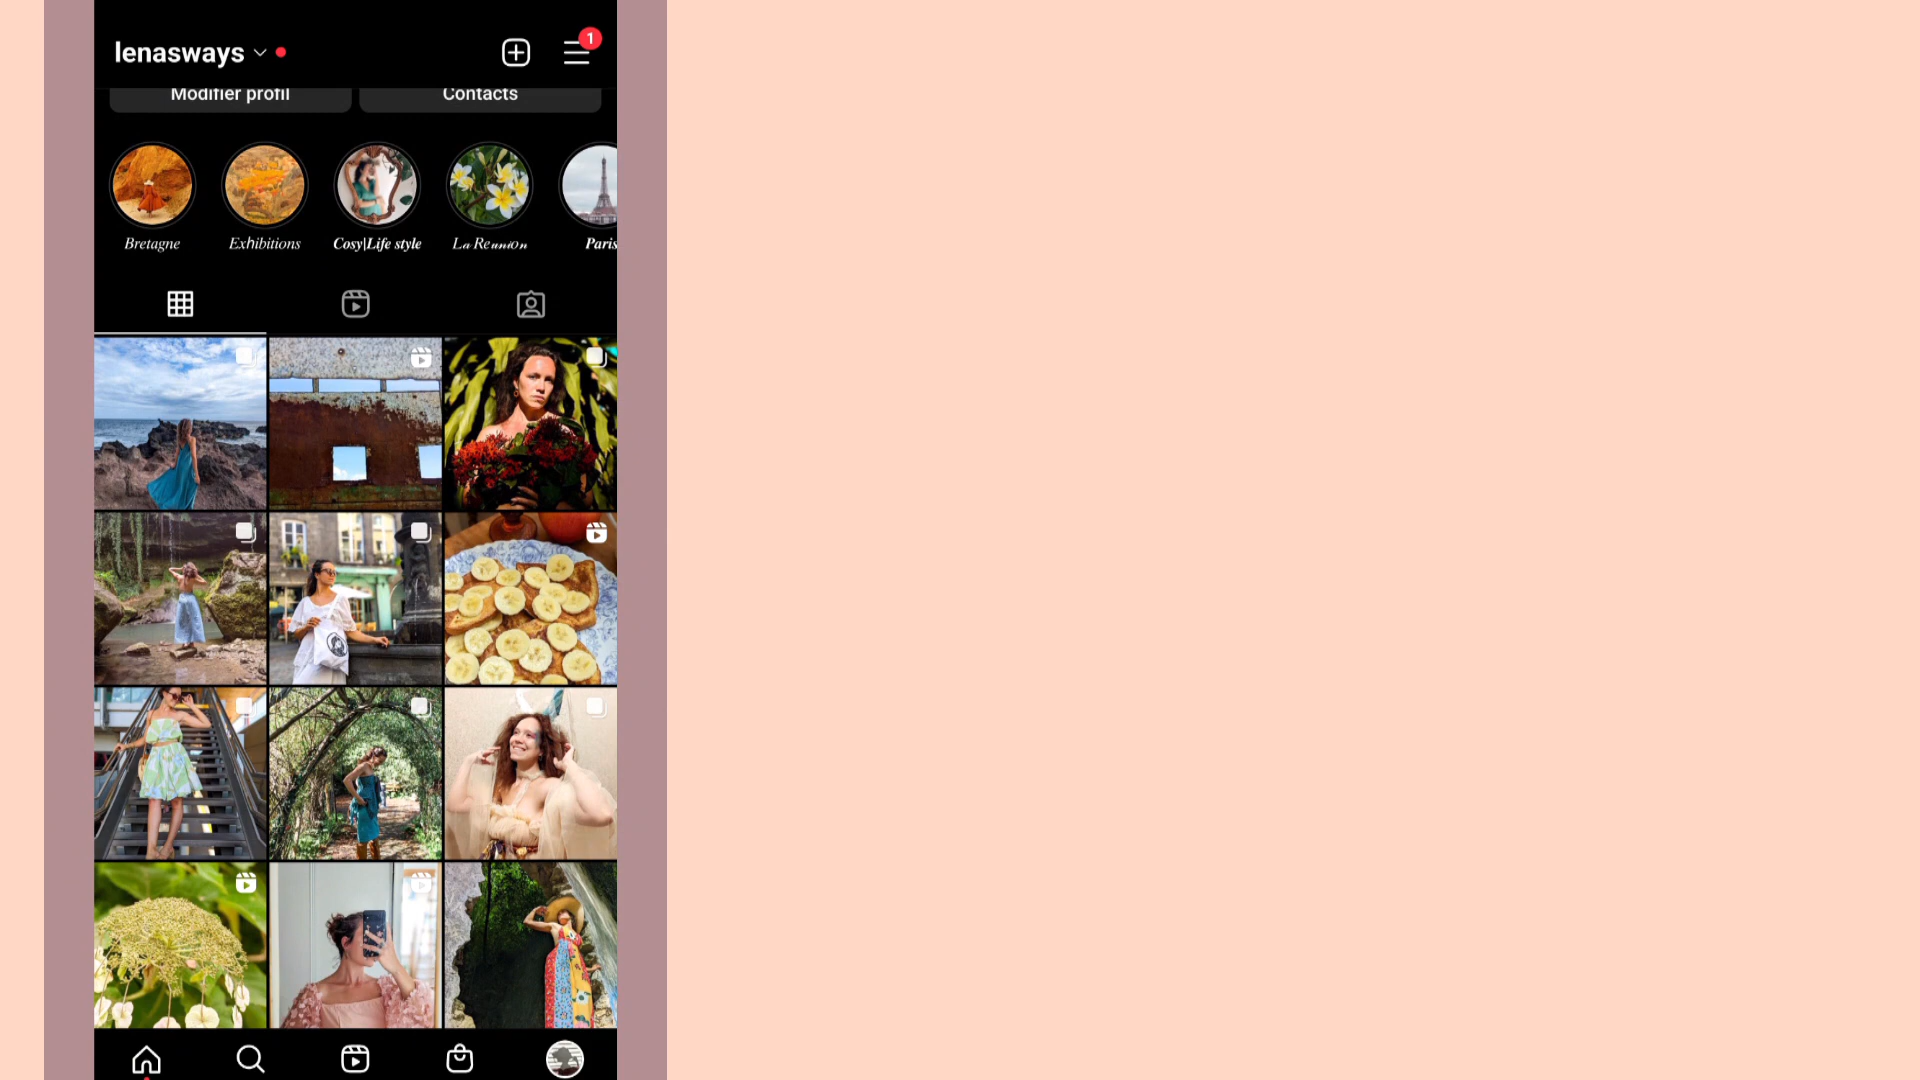 lenasways
1
Modifier profil
Contacts
Bretagne
Exhibitions
Cosy|Life style
La Reunion
Paris